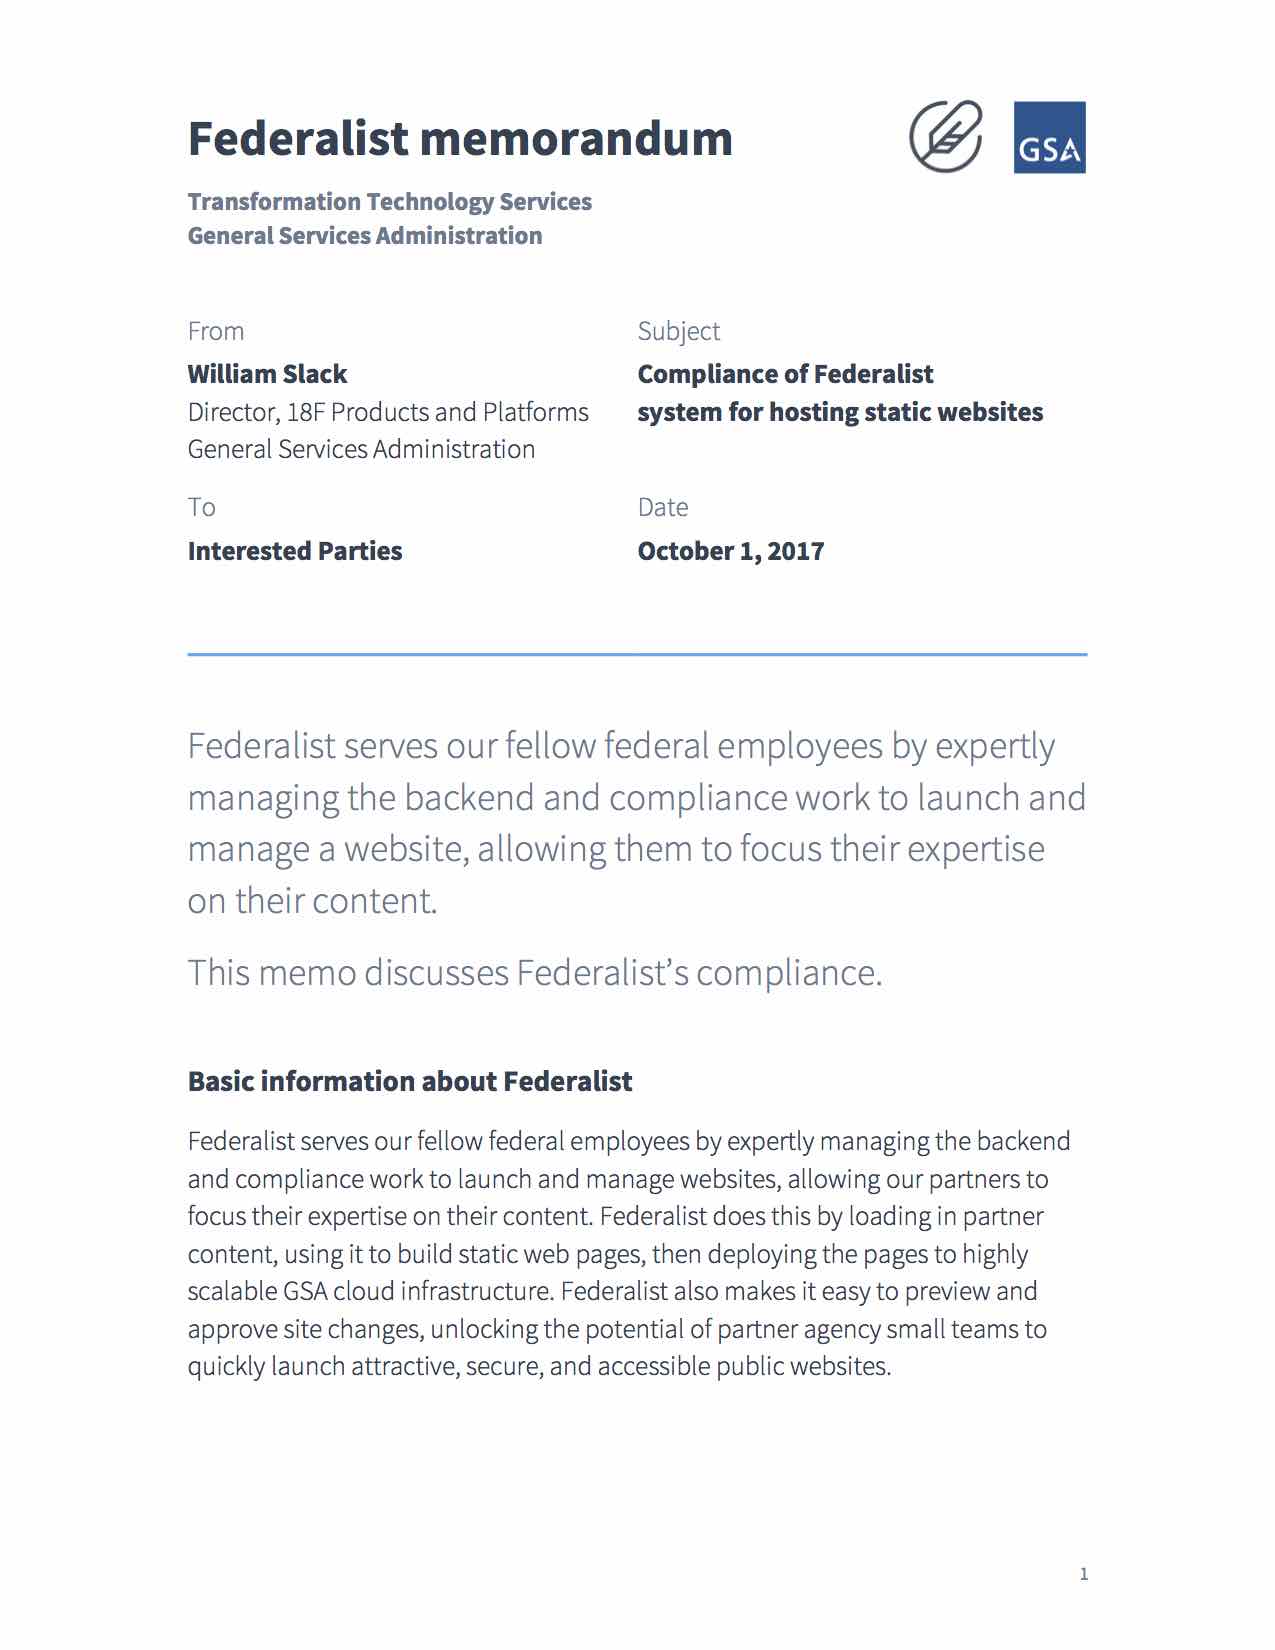 Federalist memorandum
GSA
Transformation Technology Services
General Services Administration
From
William Slack
Director, 18F Products and Platforms
General Services Administration
Subject
Compliance of Federalist
system for hosting static websites
To
Interested Parties
Date
October 1, 2017
Federalist serves our fellow federal employees by expertly
managing the backend and compliance work to launch and
manage a website, allowing them to focus their expertise
on their content.
This memo discusses Federalist’s compliance.
Basic information about Federalist
Federalist serves our fellow federal employees by expertly managing the backend
and compliance work to launch and manage websites, allowing our partners to
focus their expertise on their content. Federalist does this by loading in partner
content, using it to build static web pages, then deploying the pages to highly
scalable GSA cloud infrastructure. Federalist also makes it easy to preview and
approve site changes, unlocking the potential of partner agency small teams to
quickly launch attractive, secure, and accessible public websites.
1